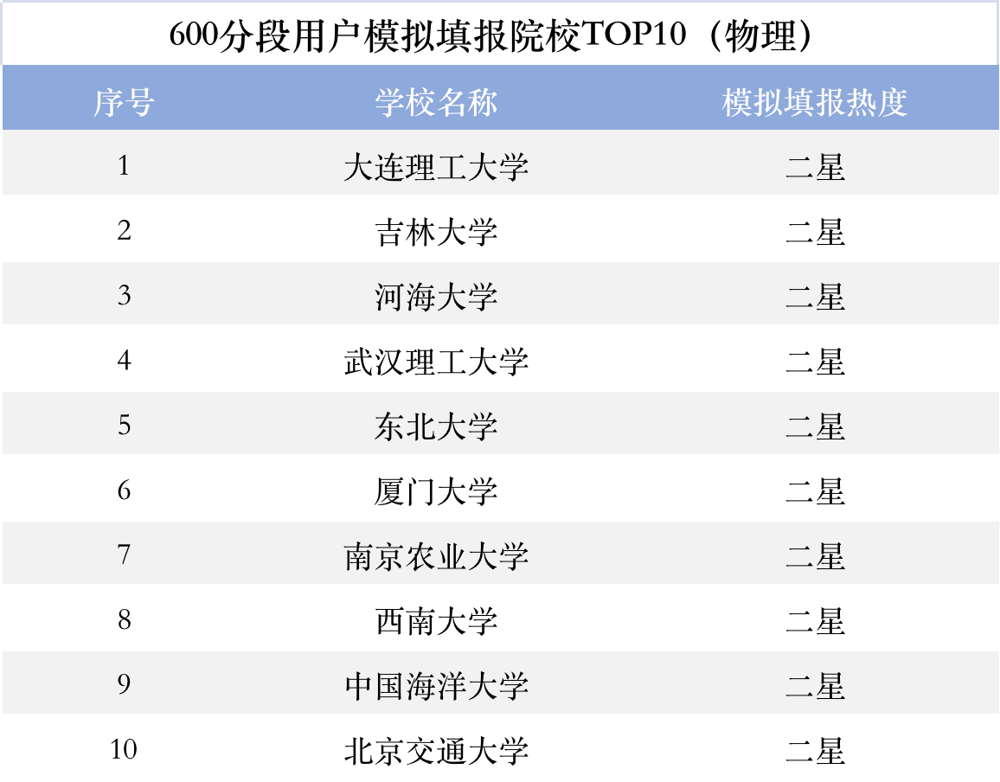 600分段用户模拟填报院校TOP10（物理）
序号 学校名称 模拟填报热度
1 大连理工大学 二星
2 吉林大学 二星
3 河海大学 二星
4 武汉理工大学 二星
5 东北大学 二星
6 厦门大学 二星
7 南京农业大学 二星
8 西南大学 二星
9 中国海洋大学 二星
10 北京交通大学 二星